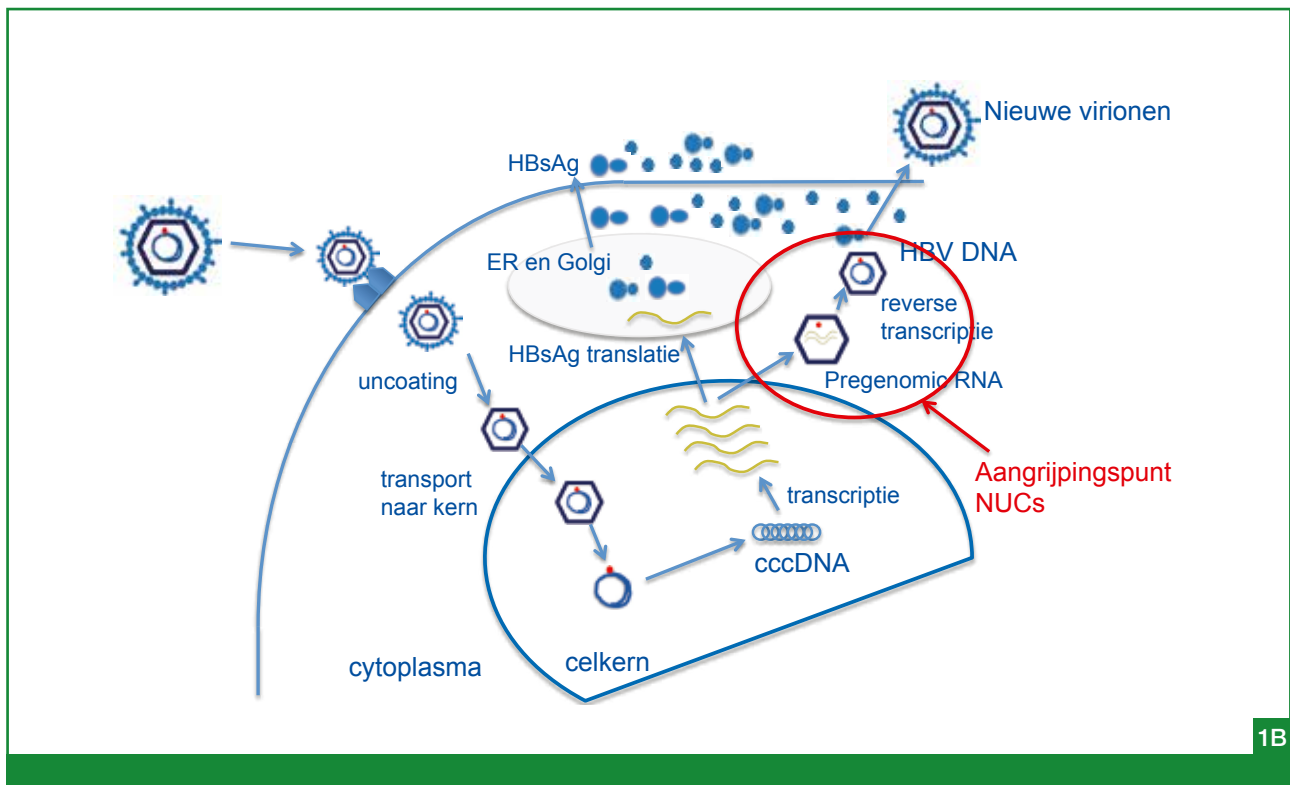 Nieuwe virionen
HBsAg
ER en Golgi
HBV DNA
reverse
transcriptie
HBsAg translatie
Pregenomic RNA
uncoating
Aangrijpingspunt
NUCs
transport
naar kern
transcriptie
cccDNA
cytoplasma
celkern
1B